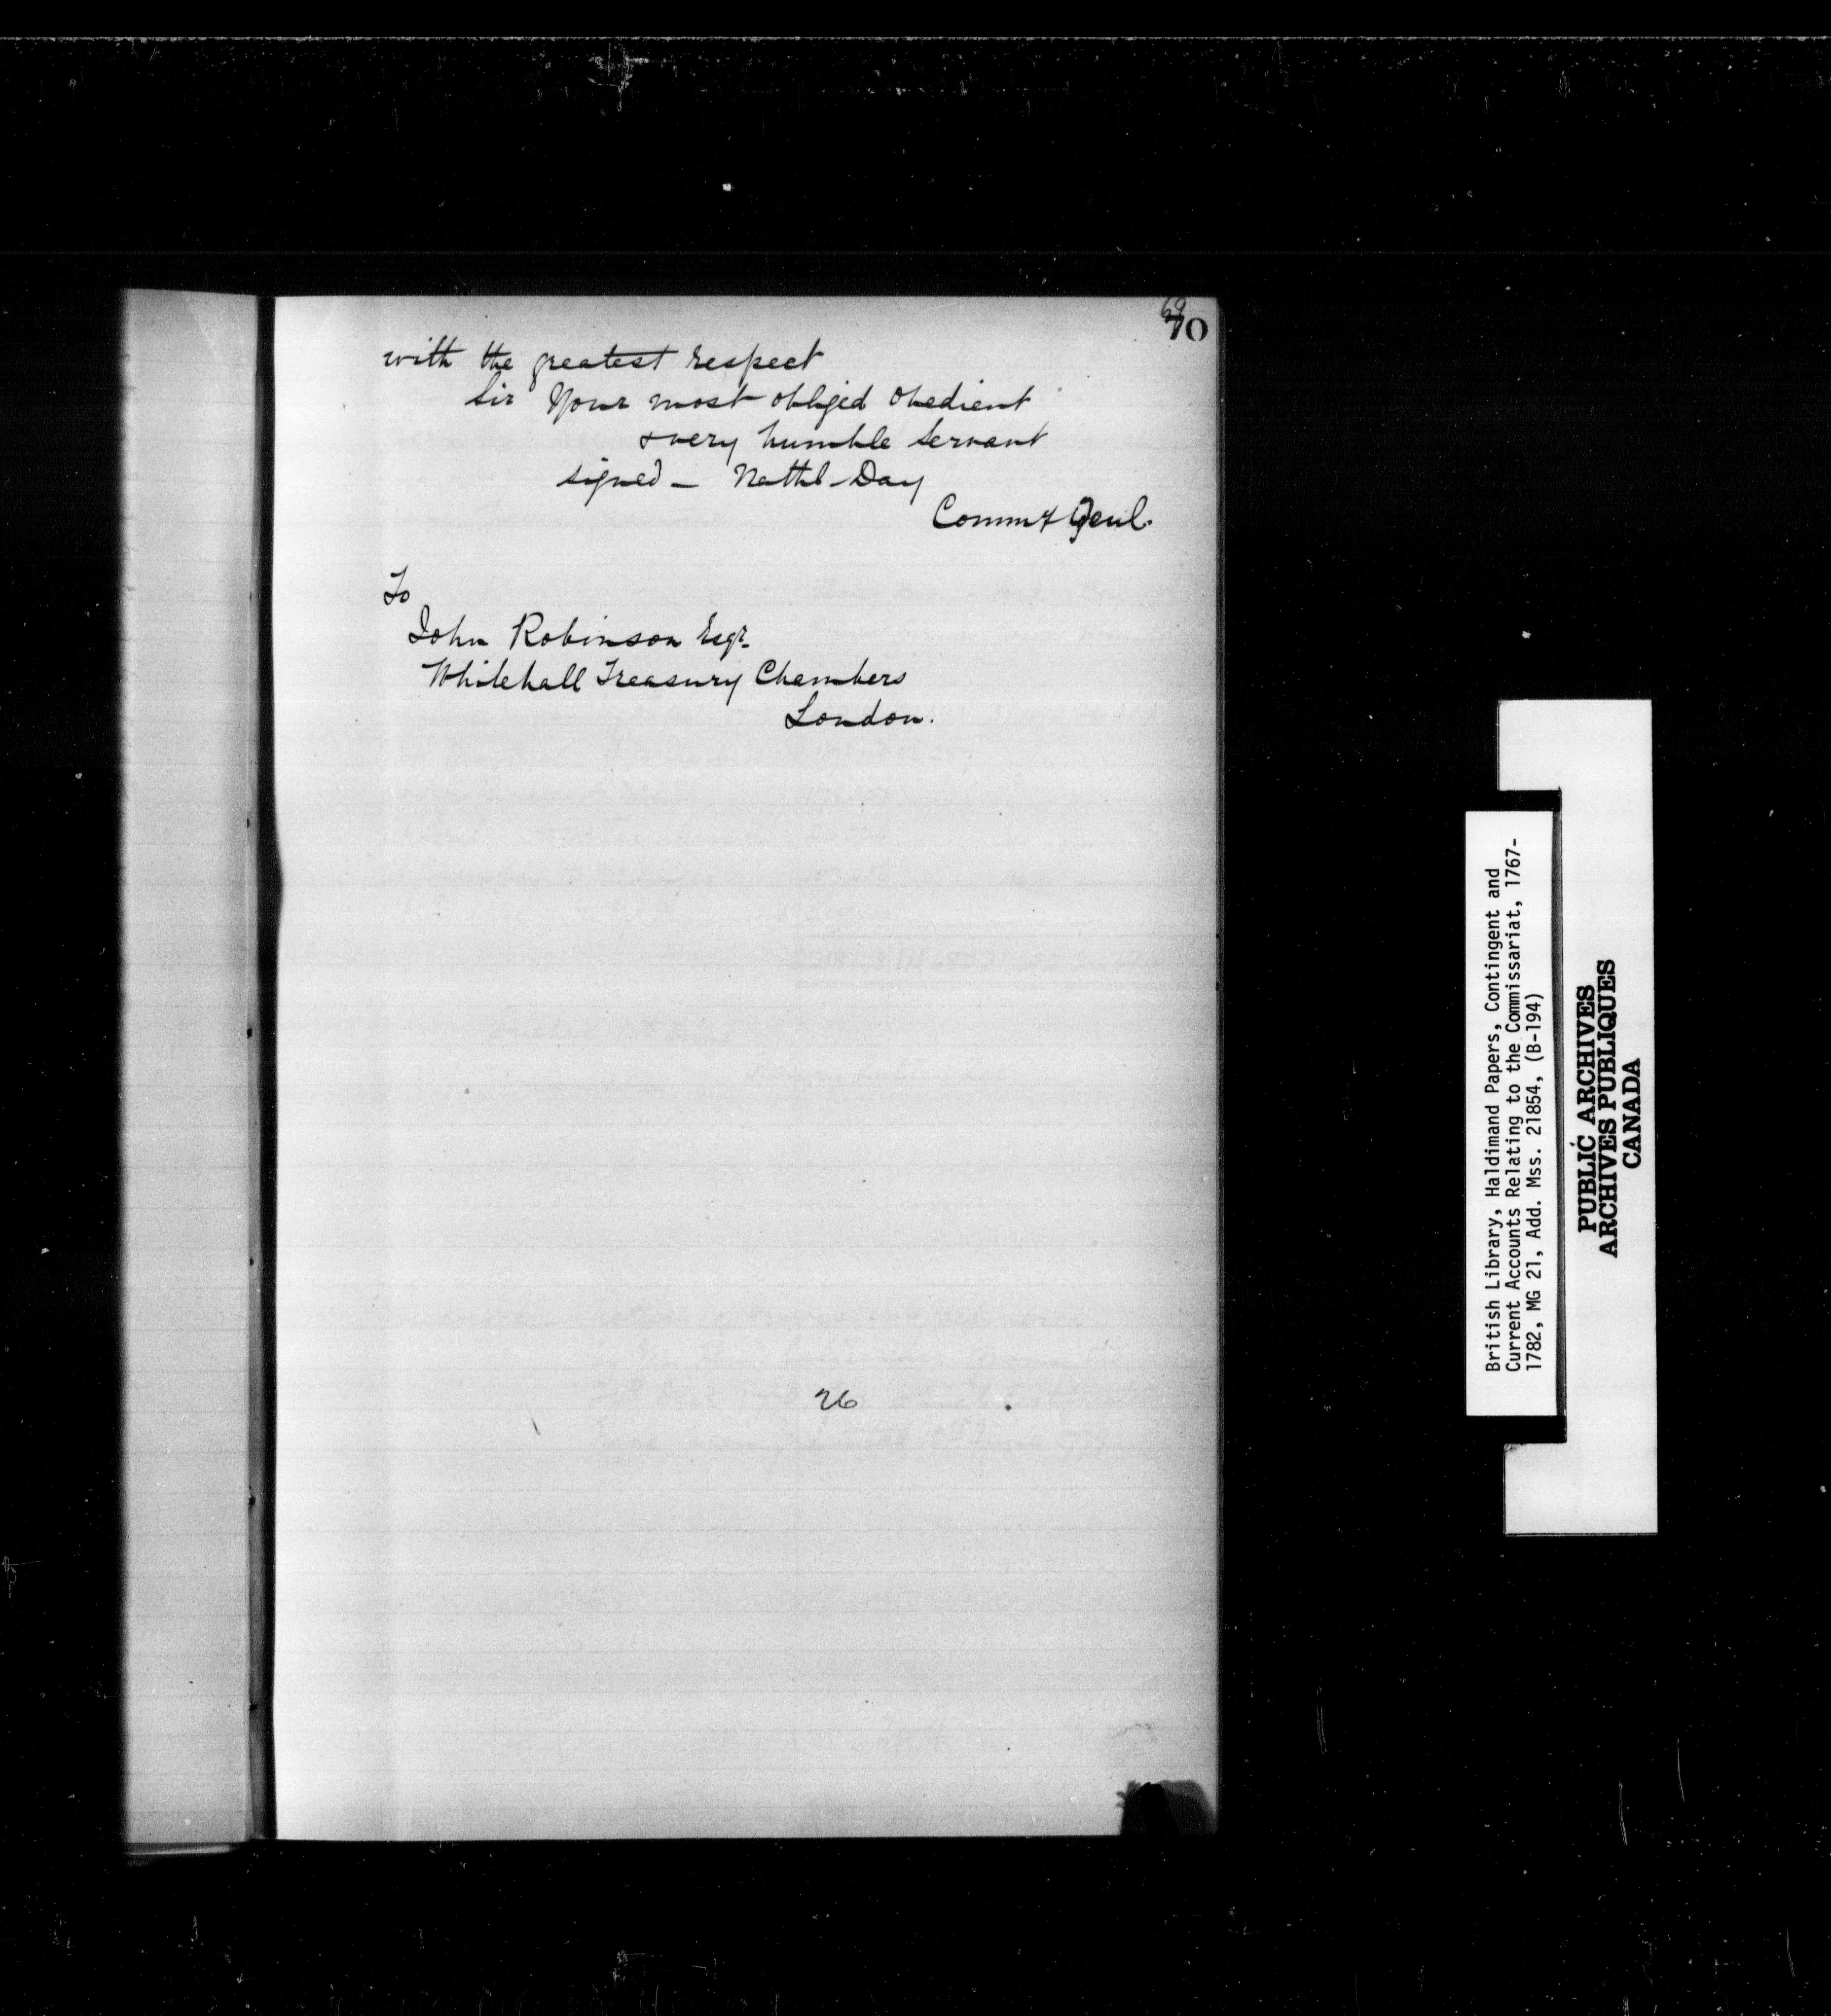 69
70
with the greatest respect
Sir Your most obliged Obedient
& very humble Servant
signed — Nathl Day
Commy Genl.
To
John Robinson Esqr.
Whitehall Treasury Chambers
London.
26
British Library, Haldimand Papers, Contingent and
Current Accounts Relating to the Commissariat, 1767-
1782, MG 21, Add. Mss. 21854, (B-194)
PUBLIC ARCHIVES
ARCHIVES PUBLIQUES
CANADA